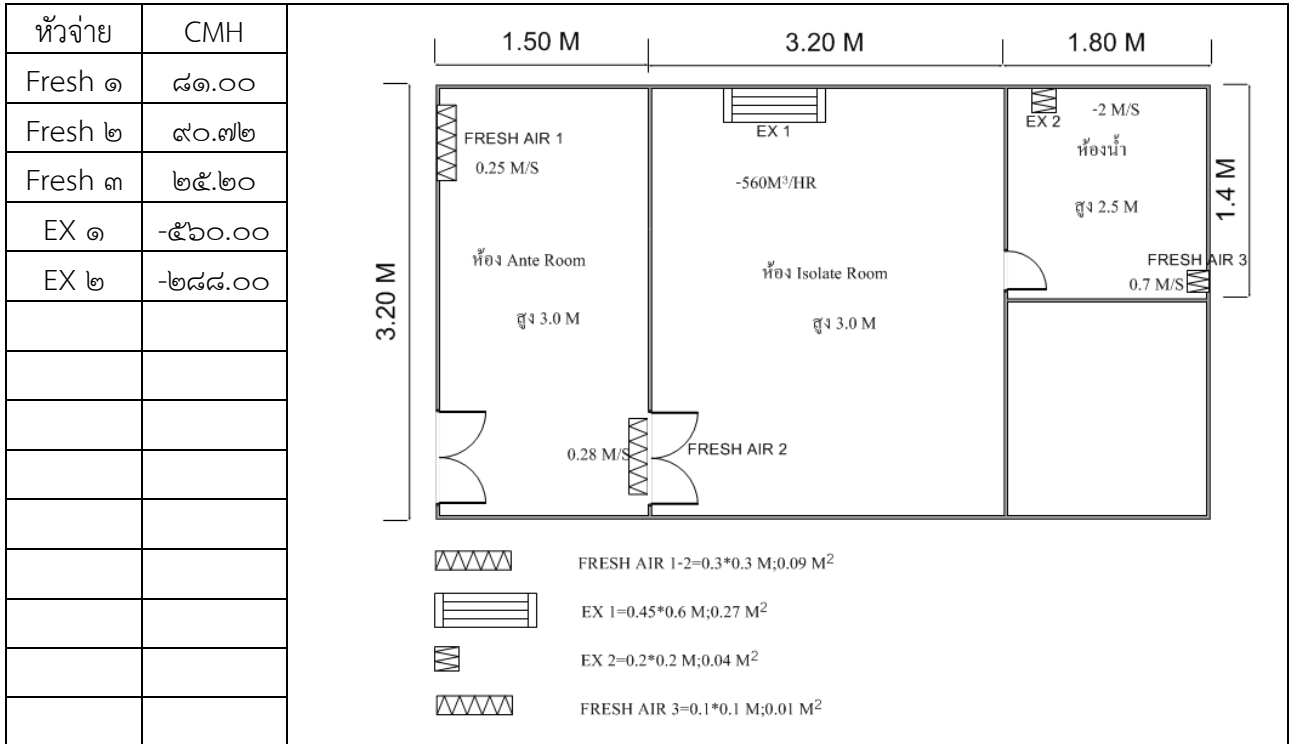 หัวจ่าย CMH
Fresh ๑ ๘๑.๐๐
Fresh ๒ ๙๐.๗๒
Fresh ๓ ๒๕.๒๐
EX ๑ -๕๖๐.๐๐
EX ๒ -๒๘๘.๐๐
1.50 M 3.20 M 1.80 M
3.20 M
1.4 M
FRESH AIR 1
0.25 M/S
EX 1
-560M³/HR
EX 2
-2 M/S
ห้องน้ำ
สูง 2.5 M
FRESH AIR 3
0.7 M/S
ห้อง Ante Room
สูง 3.0 M
ห้อง Isolate Room
สูง 3.0 M
0.28 M/S
FRESH AIR 2
FRESH AIR 1-2=0.3*0.3 M;0.09 M²
EX 1=0.45*0.6 M;0.27 M²
EX 2=0.2*0.2 M;0.04 M²
FRESH AIR 3=0.1*0.1 M;0.01 M²